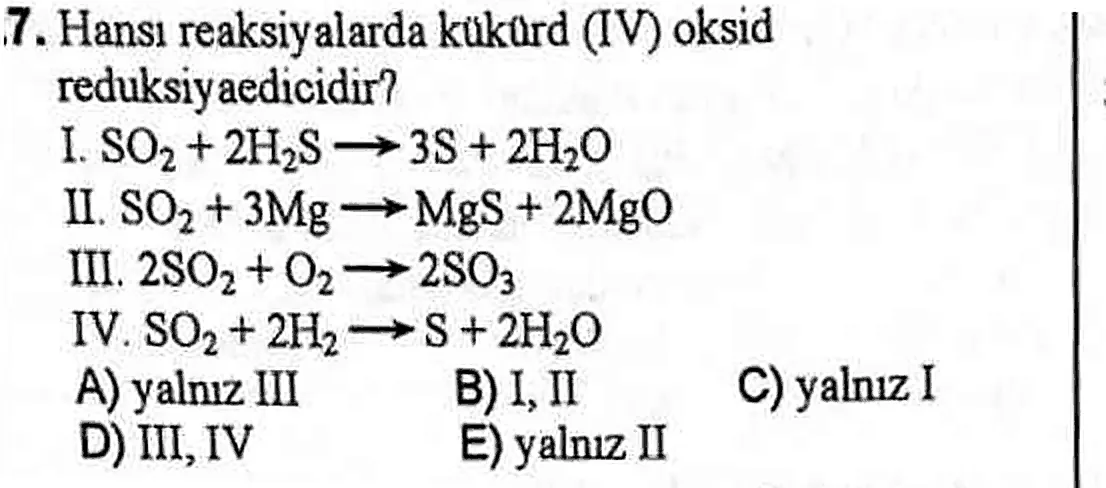 .7. Hansı reaksiyalarda kükürd (IV) oksid
reduksiyaedicidir?
I. SO₂ + 2H₂S → 3S + 2H₂O
II. SO₂ + 3Mg → MgS + 2MgO
III. 2SO₂ + O₂ → 2SO₃
IV. SO₂ + 2H₂ → S + 2H₂O
A) yalnız III B) I, II C) yalnız I
D) III, IV E) yalnız II